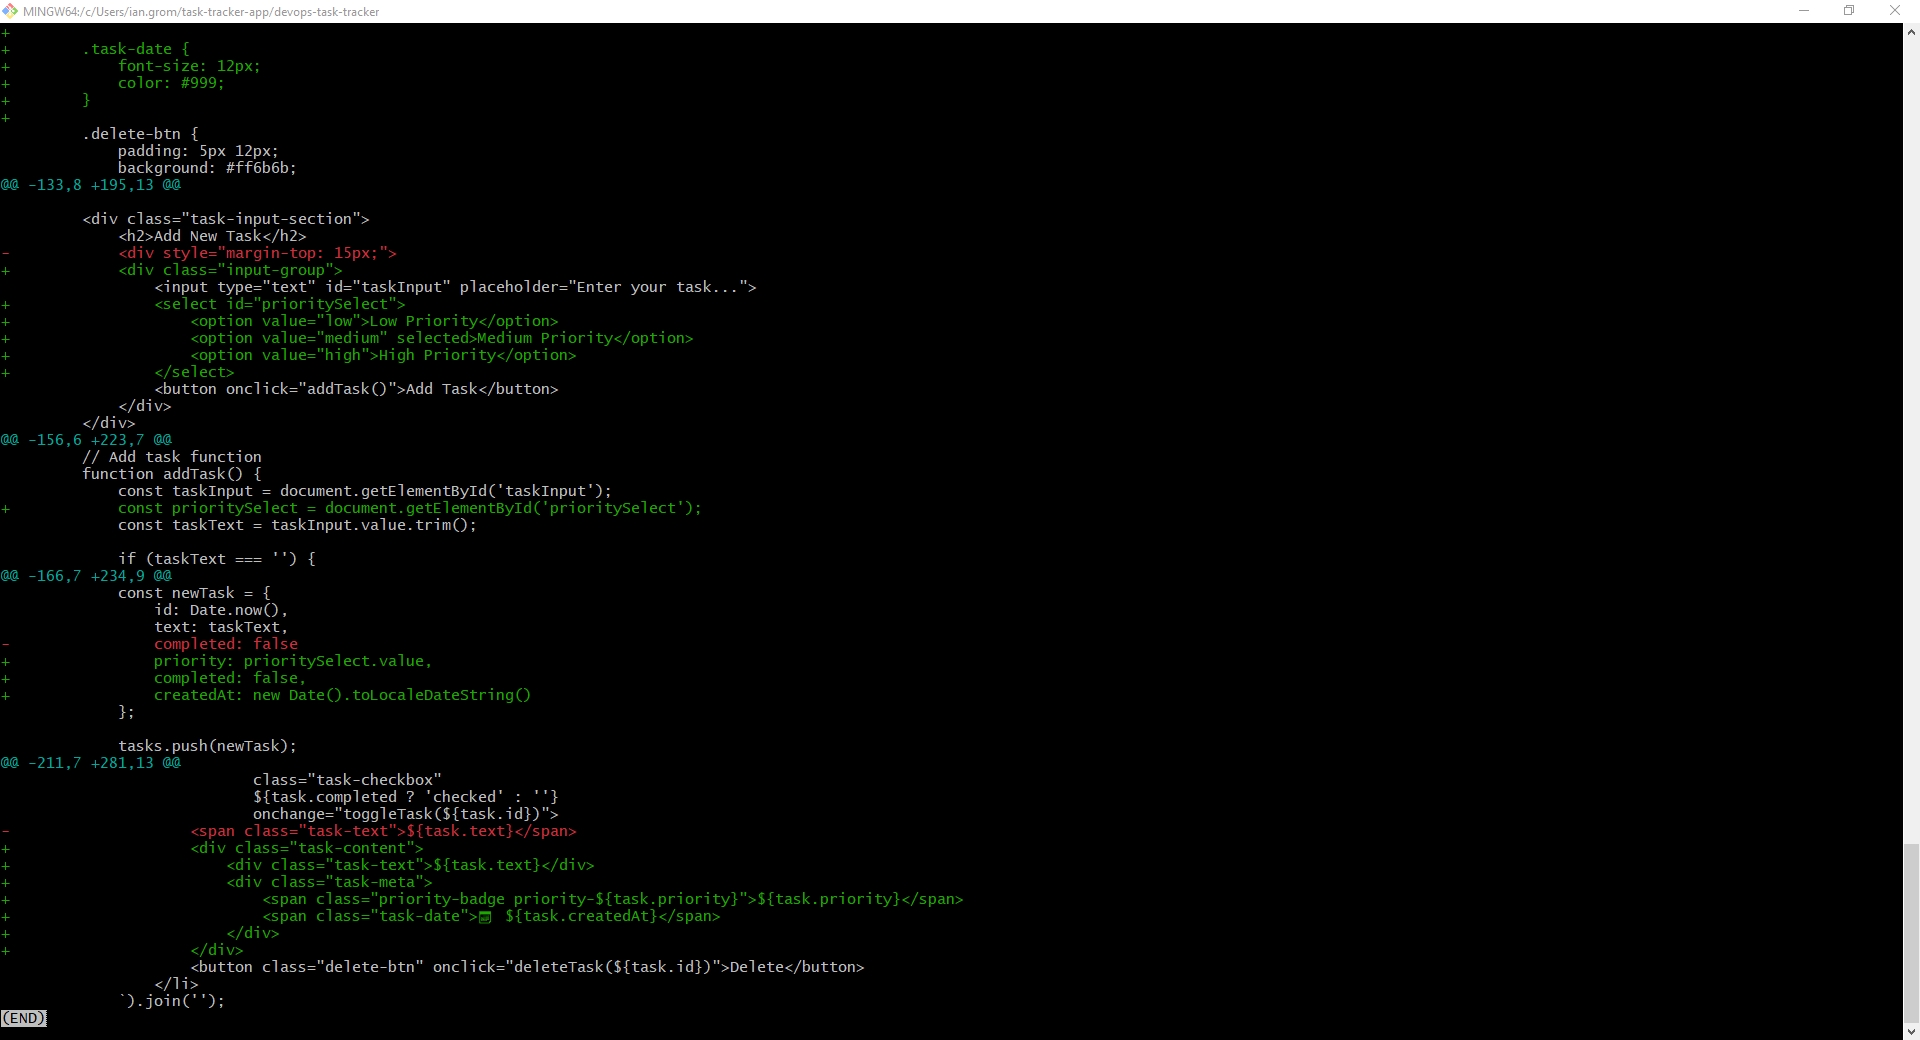 MINGW64:/c/Users/ian.grom/task-tracker-app/devops-task-tracker
+
+        .task-date {
+            font-size: 12px;
+            color: #999;
+        }
+
         .delete-btn {
             padding: 5px 12px;
             background: #ff6b6b;
@@ -133,8 +195,13 @@
         <div class="task-input-section">
             <h2>Add New Task</h2>
-            <div style="margin-top: 15px;">
+            <div class="input-group">
                 <input type="text" id="taskInput" placeholder="Enter your task...">
+                <select id="prioritySelect">
+                    <option value="low">Low Priority</option>
+                    <option value="medium" selected>Medium Priority</option>
+                    <option value="high">High Priority</option>
+                </select>
                 <button onclick="addTask()">Add Task</button>
             </div>
         </div>
@@ -156,6 +223,7 @@
         // Add task function
         function addTask() {
             const taskInput = document.getElementById('taskInput');
+            const prioritySelect = document.getElementById('prioritySelect');
             const taskText = taskInput.value.trim();
             if (taskText === '') {
@@ -166,7 +234,9 @@
             const newTask = {
                 id: Date.now(),
                 text: taskText,
-                completed: false
+                priority: prioritySelect.value,
+                completed: false,
+                createdAt: new Date().toLocaleDateString()
             };
             tasks.push(newTask);
@@ -211,7 +281,13 @@
                            class="task-checkbox"
                            ${task.completed ? 'checked' : ''}
                            onchange="toggleTask(${task.id})">
-                    <span class="task-text">${task.text}</span>
+                    <div class="task-content">
+                        <div class="task-text">${task.text}</div>
+                        <div class="task-meta">
+                            <span class="priority-badge priority-${task.priority}">${task.priority}</span>
+                            <span class="task-date">📅 ${task.createdAt}</span>
+                        </div>
+                    </div>
                     <button class="delete-btn" onclick="deleteTask(${task.id})">Delete</button>
                 </li>
             `).join('');
(END)